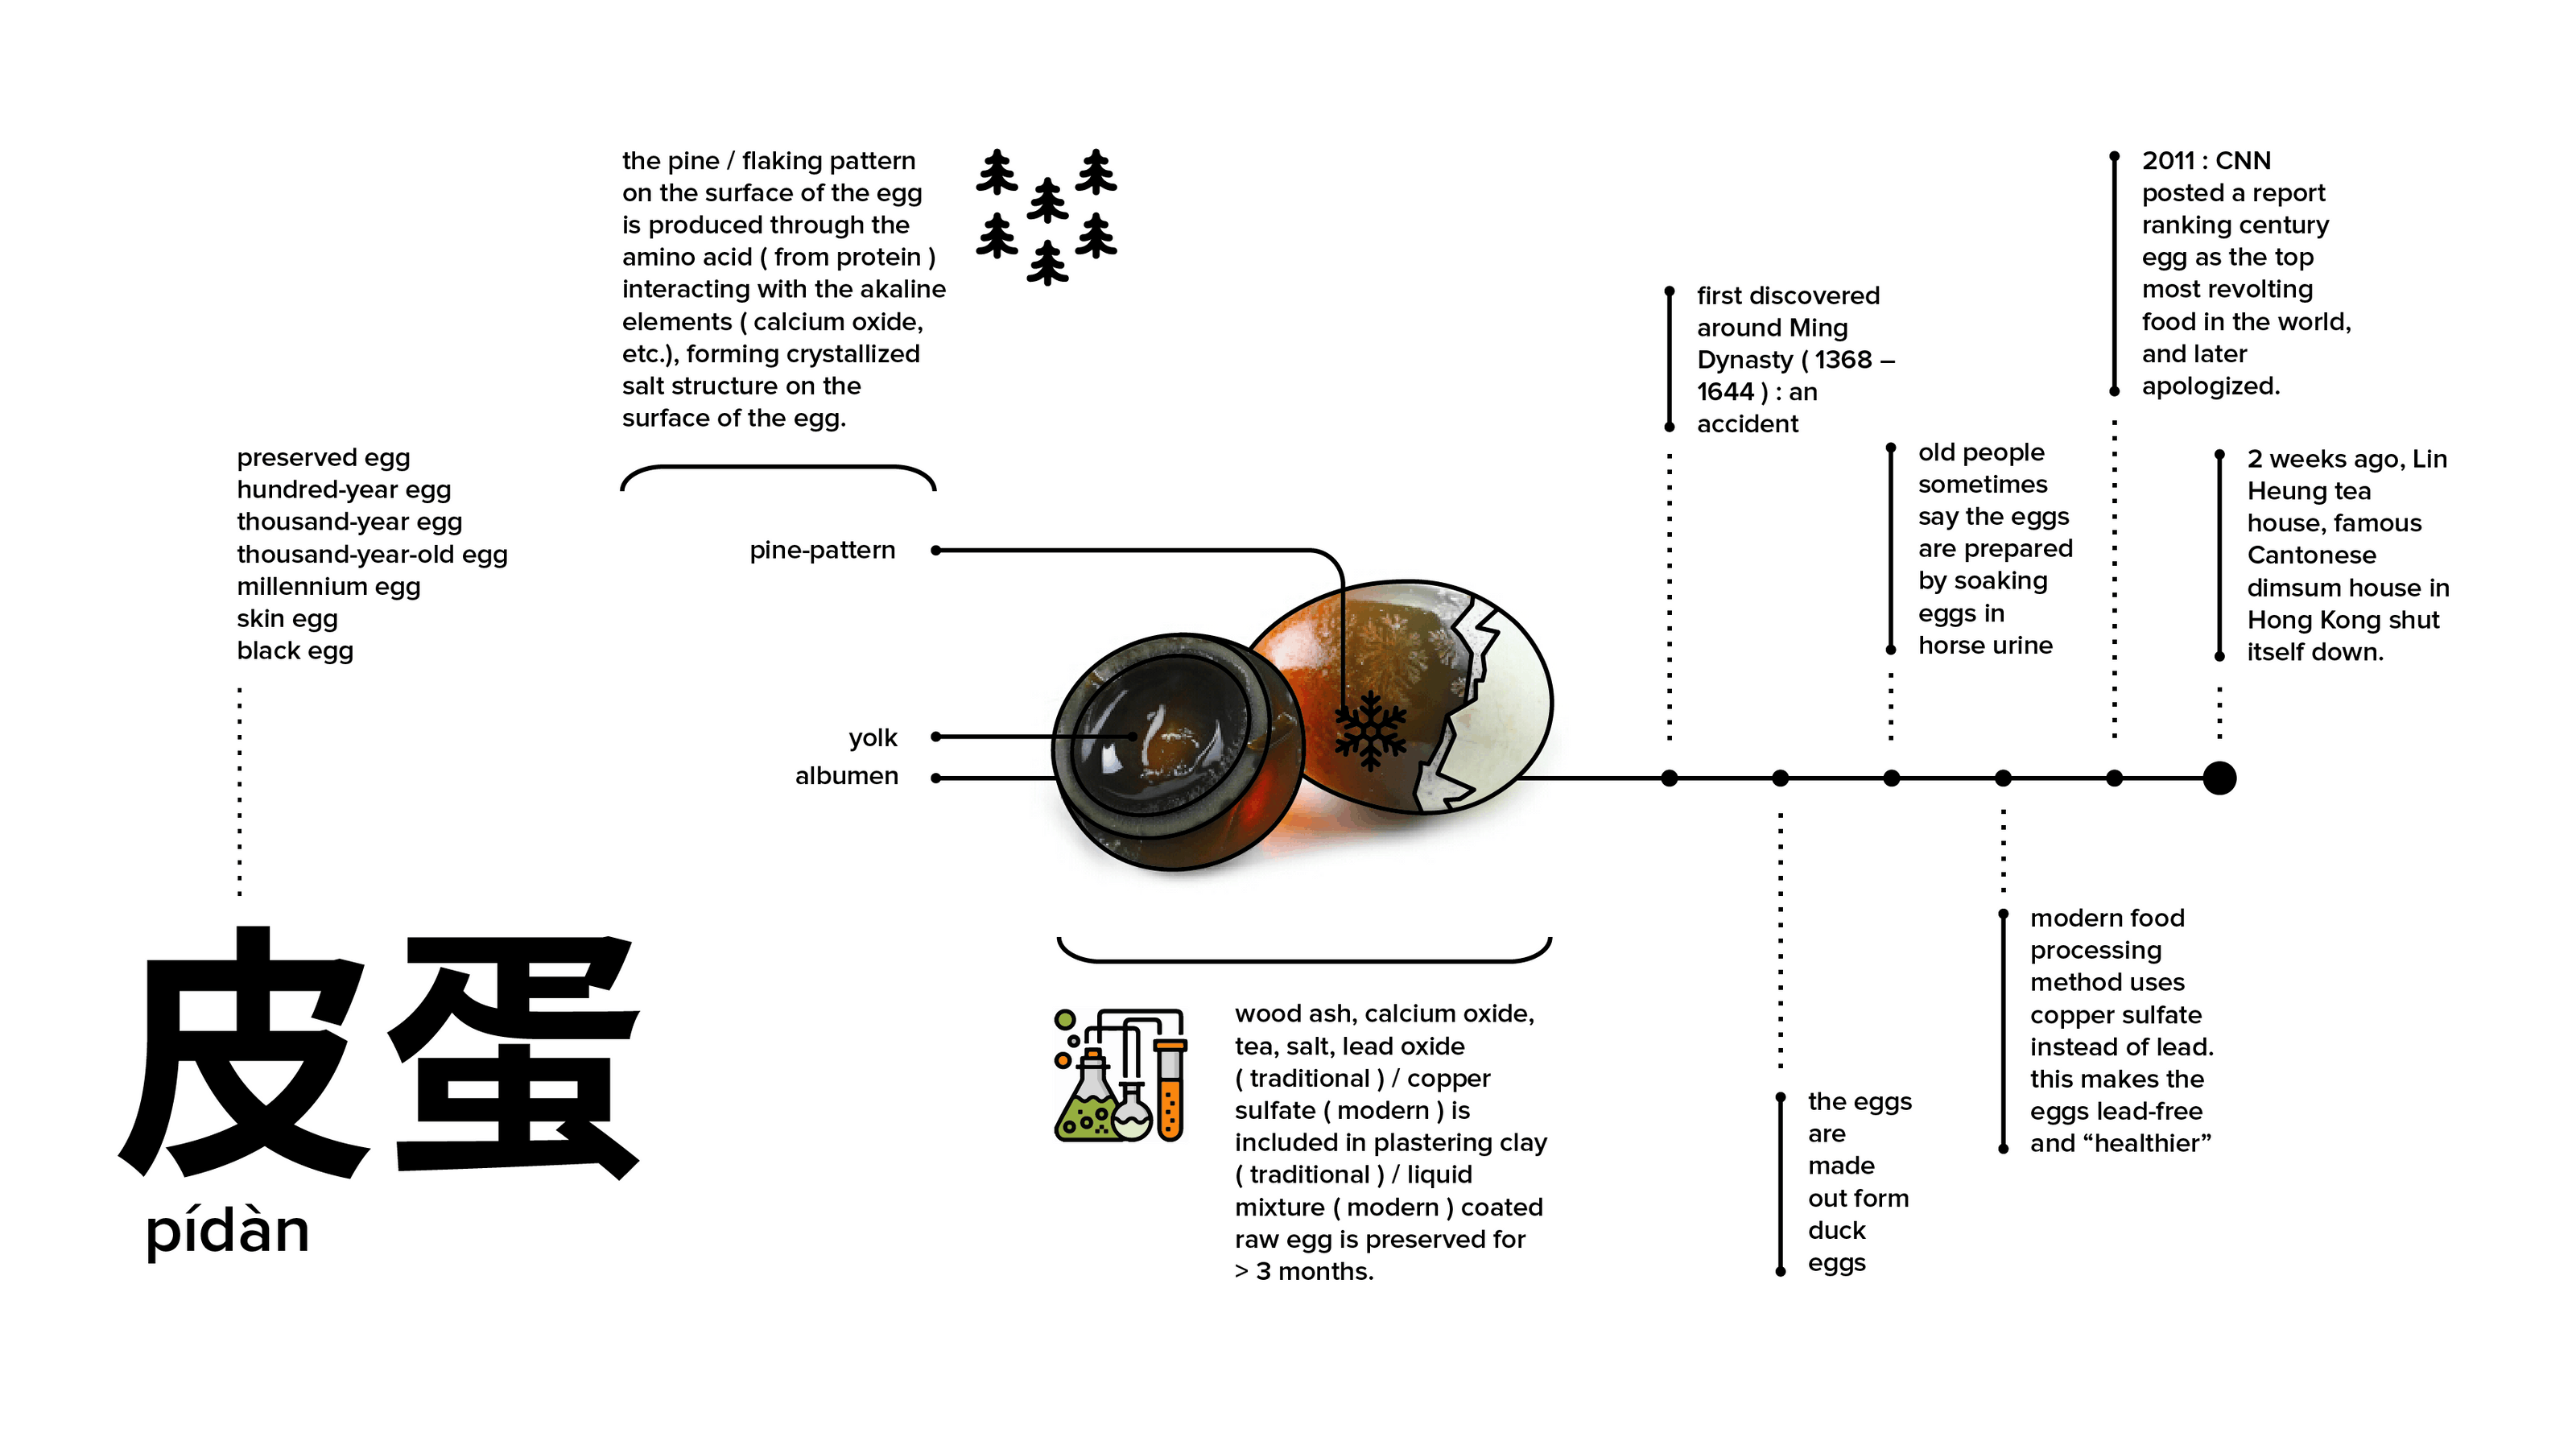 the pine / flaking pattern
on the surface of the egg
is produced through the
amino acid ( from protein )
interacting with the akaline
elements ( calcium oxide,
etc.), forming crystallized
salt structure on the
surface of the egg.
preserved egg
hundred-year egg
thousand-year egg
thousand-year-old egg
millennium egg
skin egg
black egg
皮蛋
pídàn
pine-pattern
yolk
albumen
wood ash, calcium oxide,
tea, salt, lead oxide
( traditional ) / copper
sulfate ( modern ) is
included in plastering clay
( traditional ) / liquid
mixture ( modern ) coated
raw egg is preserved for
> 3 months.
first discovered
around Ming
Dynasty ( 1368 –
1644 ) : an
accident
the eggs
are
made
out form
duck
eggs
old people
sometimes
say the eggs
are prepared
by soaking
eggs in
horse urine
modern food
processing
method uses
copper sulfate
instead of lead.
this makes the
eggs lead-free
and “healthier”
2011 : CNN
posted a report
ranking century
egg as the top
most revolting
food in the world,
and later
apologized.
2 weeks ago, Lin
Heung tea
house, famous
Cantonese
dimsum house in
Hong Kong shut
itself down.